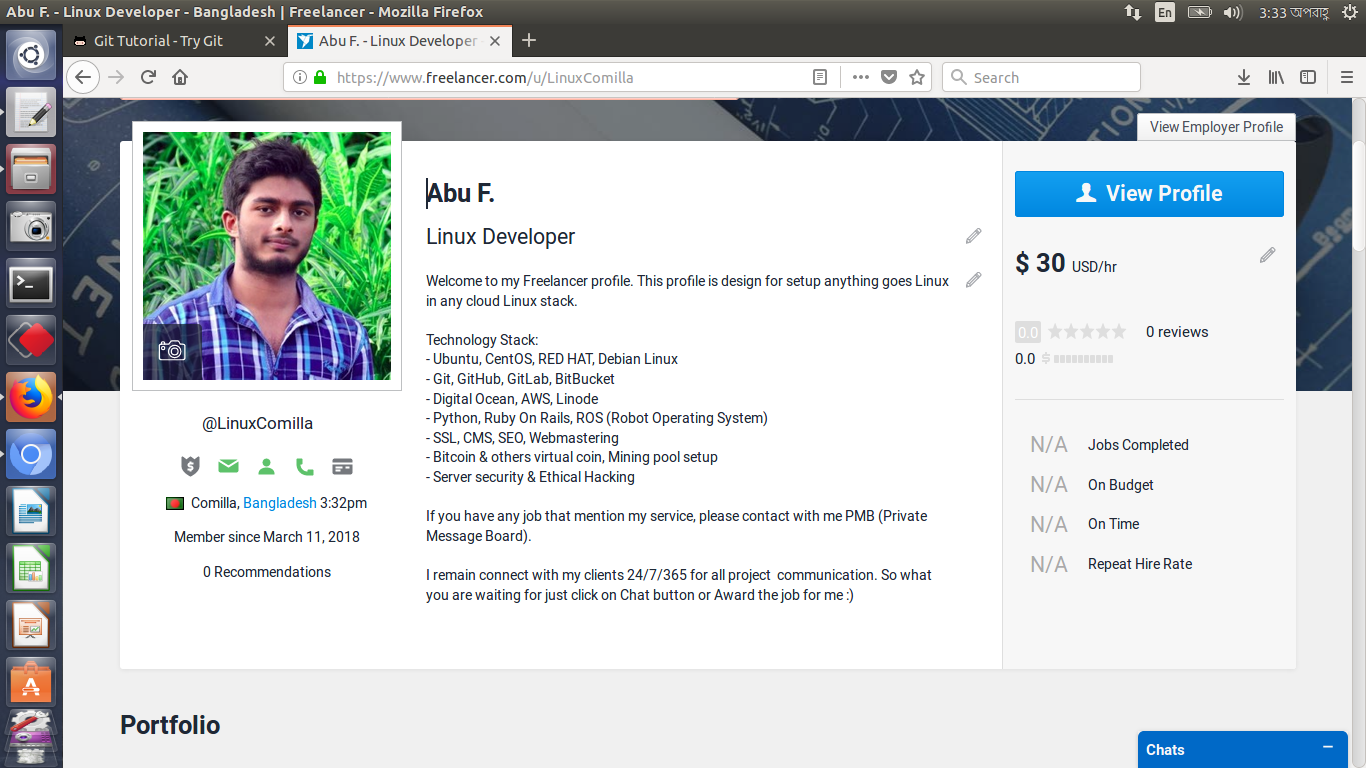 Abu F. - Linux Developer - Bangladesh | Freelancer - Mozilla Firefox
En
3:33 অপরাহ্ণ
Git Tutorial - Try Git
Abu F. - Linux Developer -
https://www.freelancer.com/u/LinuxComilla
Search
View Employer Profile
Abu F.
Linux Developer
Welcome to my Freelancer profile. This profile is design for setup anything goes Linux
in any cloud Linux stack.
Technology Stack:
- Ubuntu, CentOS, RED HAT, Debian Linux
- Git, GitHub, GitLab, BitBucket
- Digital Ocean, AWS, Linode
- Python, Ruby On Rails, ROS (Robot Operating System)
- SSL, CMS, SEO, Webmastering
- Bitcoin & others virtual coin, Mining pool setup
- Server security & Ethical Hacking
If you have any job that mention my service, please contact with me PMB (Private
Message Board).
I remain connect with my clients 24/7/365 for all project  communication. So what
you are waiting for just click on Chat button or Award the job for me :)
@LinuxComilla
Comilla, Bangladesh 3:32pm
Member since March 11, 2018
0 Recommendations
View Profile
$ 30 USD/hr
0.0 0 reviews
0.0 $
N/A Jobs Completed
N/A On Budget
N/A On Time
N/A Repeat Hire Rate
Portfolio
Chats